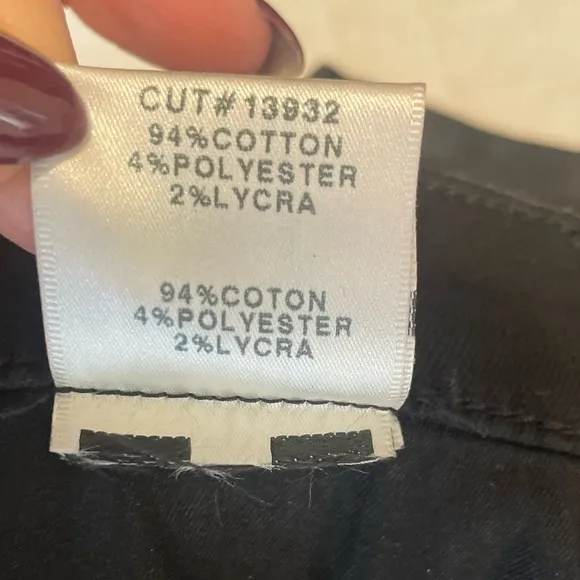 CUT#13932
94%COTTON
4%POLYESTER
2%LYCRA
94%COTON
4%POLYESTER
2%LYCRA